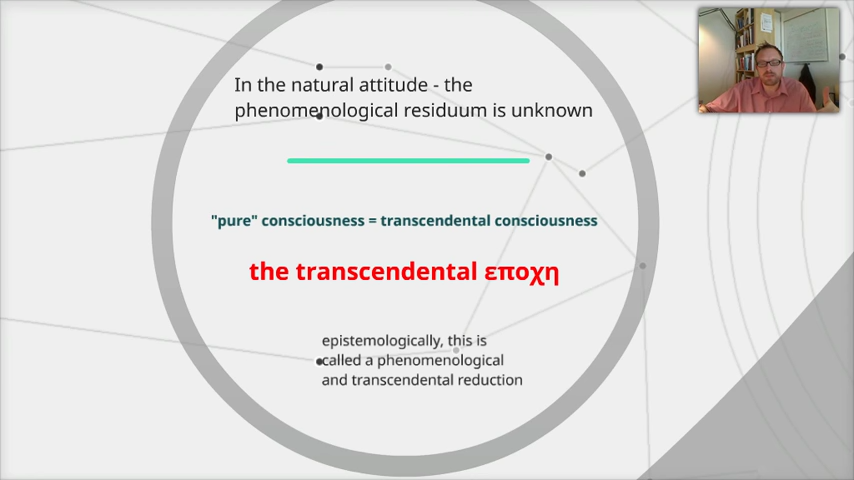 In the natural attitude - the
phenomenological residuum is unknown
"pure" consciousness = transcendental consciousness
the transcendental εποχη
epistemologically, this is
called a phenomenological
and transcendental reduction